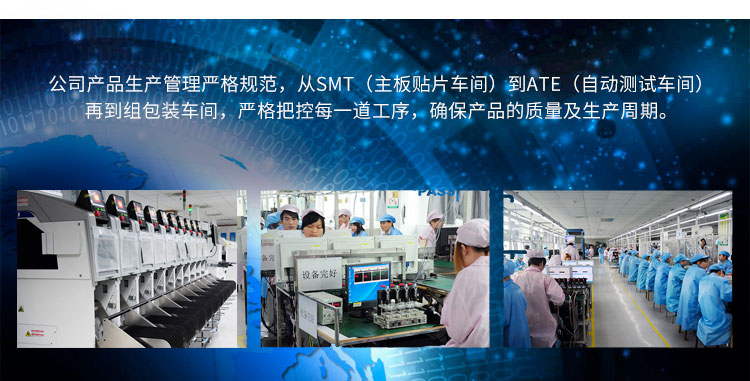 公司产品生产管理严格规范，从SMT（主板贴片车间）到ATE（自动测试车间）
再到组包装车间，严格把控每一道工序，确保产品的质量及生产周期。
设备完好